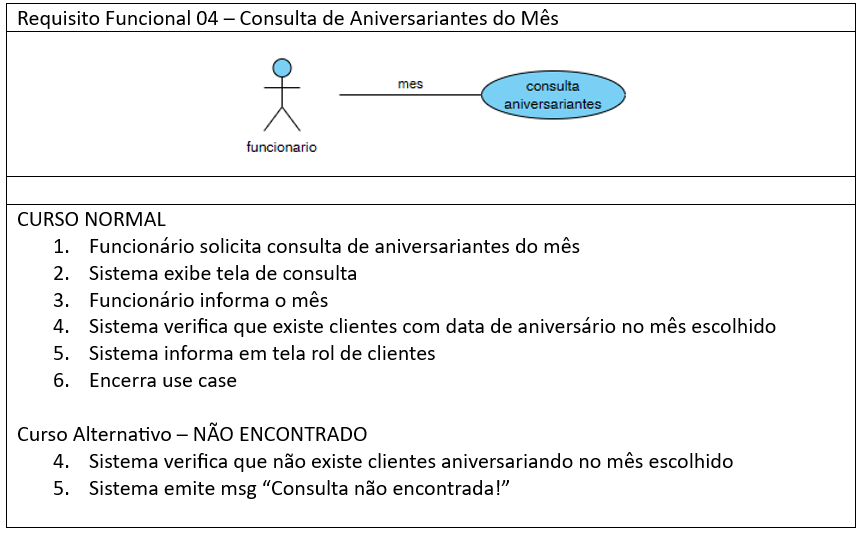 Requisito Funcional 04 – Consulta de Aniversariantes do Mês
mes
consulta
aniversariantes
funcionario
CURSO NORMAL
1. Funcionário solicita consulta de aniversariantes do mês
2. Sistema exibe tela de consulta
3. Funcionário informa o mês
4. Sistema verifica que existe clientes com data de aniversário no mês escolhido
5. Sistema informa em tela rol de clientes
6. Encerra use case
Curso Alternativo – NÃO ENCONTRADO
4. Sistema verifica que não existe clientes aniversariando no mês escolhido
5. Sistema emite msg “Consulta não encontrada!”